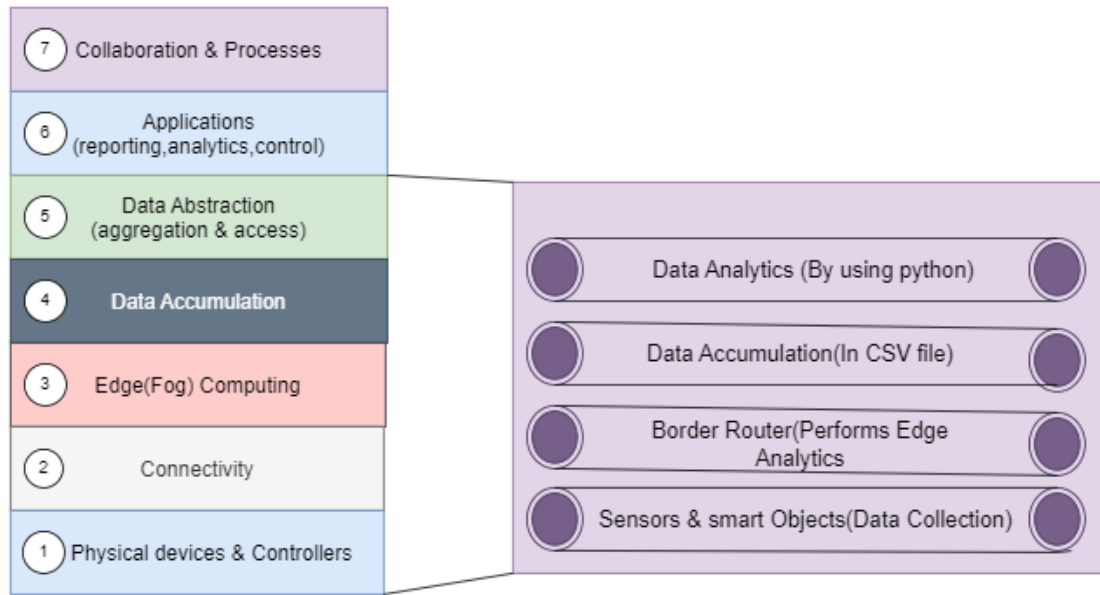 7 Collaboration & Processes
6 Applications
(reporting,analytics,control)
5 Data Abstraction
(aggregation & access)
4 Data Accumulation
3 Edge(Fog) Computing
2 Connectivity
1 Physical devices & Controllers
Data Analytics (By using python)
Data Accumulation(In CSV file)
Border Router(Performs Edge
Analytics
Sensors & smart Objects(Data Collection)